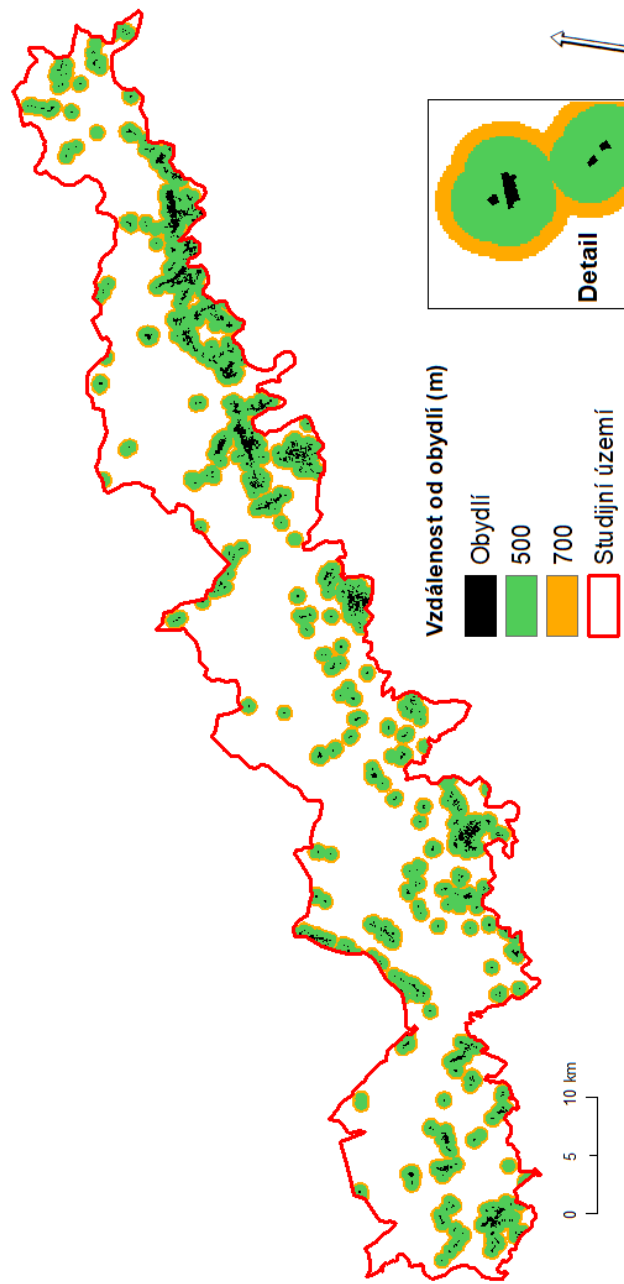 Vzdálenost od obydlí (m)
Obydlí
500
700
Studijní území
Detail
0 5 10 km